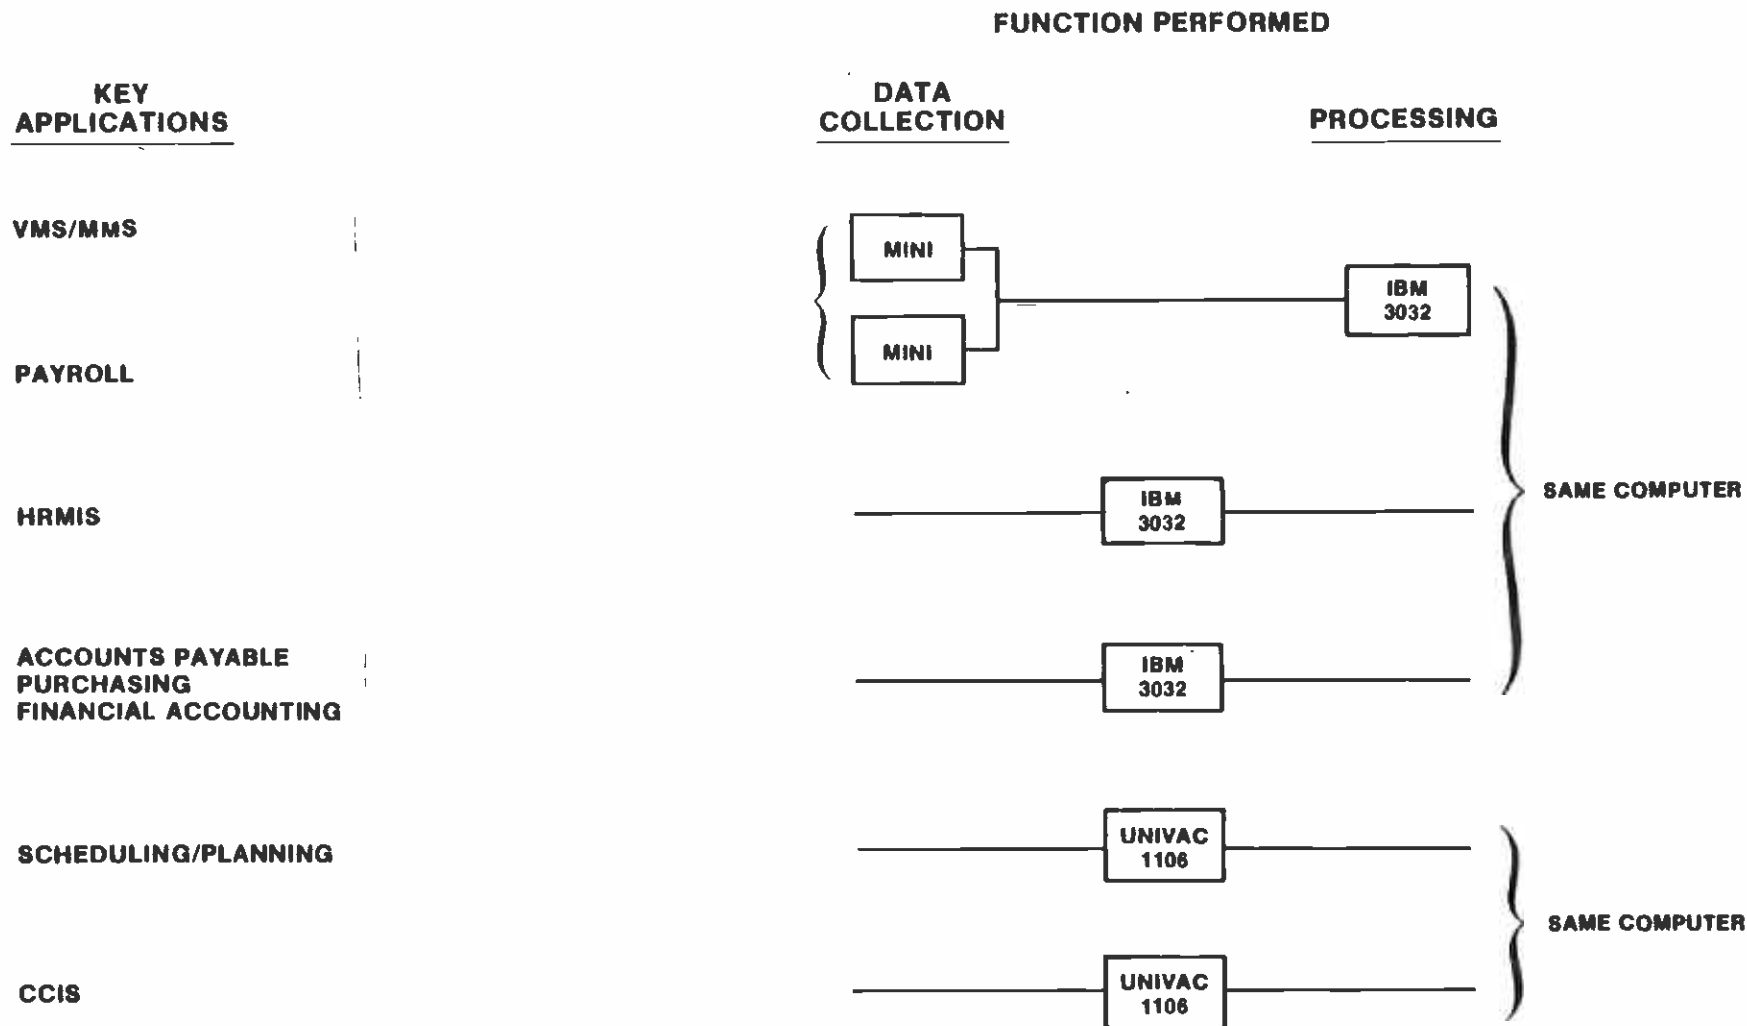 FUNCTION PERFORMED
KEY
APPLICATIONS
DATA
COLLECTION
PROCESSING
VMS/MMS
MINI
IBM
3032
MINI
PAYROLL
HRMIS
IBM
3032
SAME COMPUTER
ACCOUNTS PAYABLE
PURCHASING
FINANCIAL ACCOUNTING
IBM
3032
SCHEDULING/PLANNING
UNIVAC
1106
SAME COMPUTER
CCIS
UNIVAC
1106